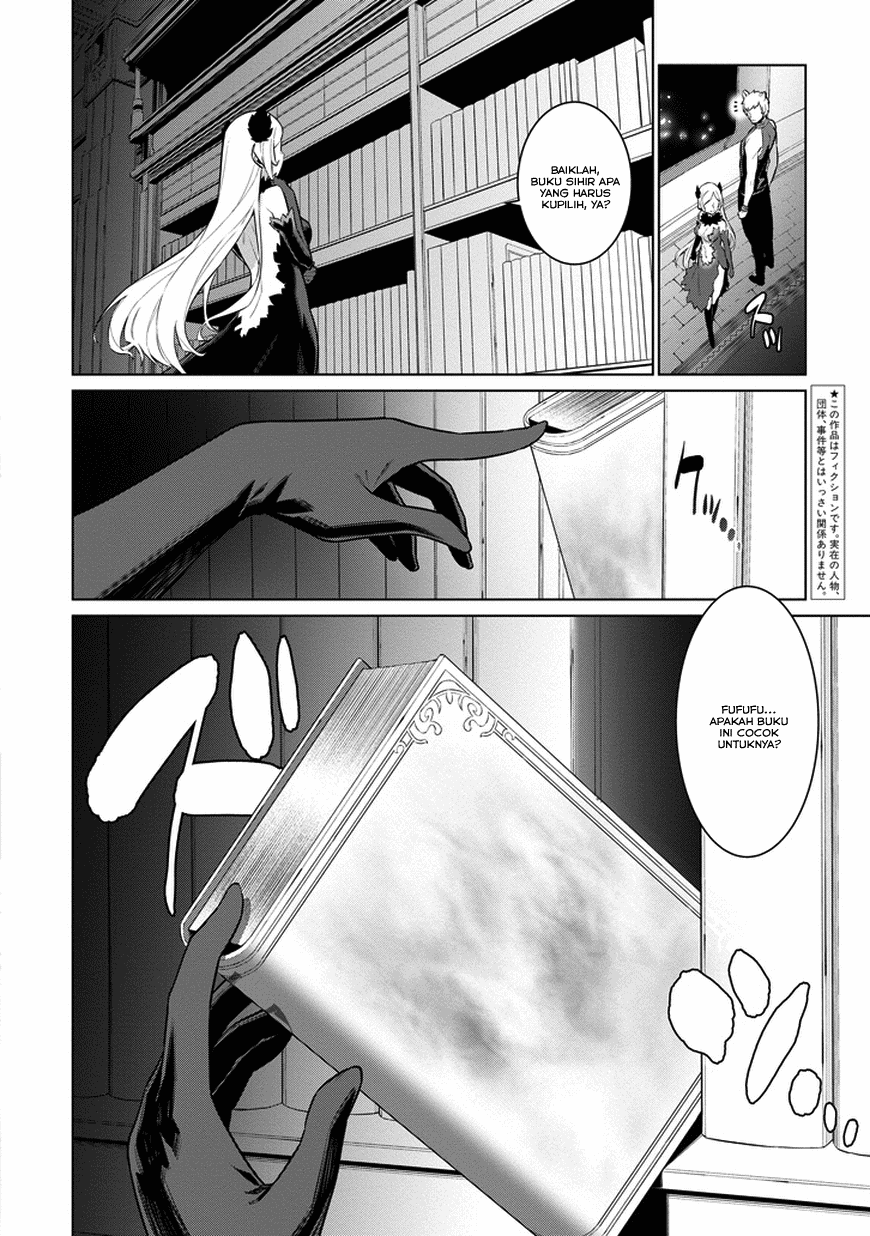 BAIKLAH,
BUKU SIHIR APA
YANG HARUS
KUPILIH, YA?
★この作品はフィクションです。実在の人物、
団体、事件等とはいっさい関係ありません。
FUFUFU...
APAKAH BUKU
INI COCOK
UNTUKNYA?